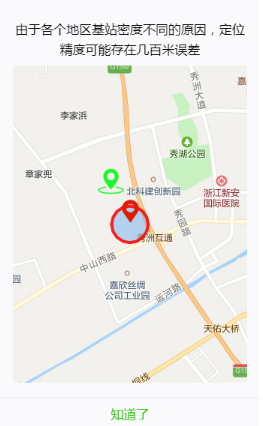 由于各个地区基站密度不同的原因，定位
精度可能存在几百米误差
秀洲大道
李家浜
秀湖公园
章家兜
北科建创新园
浙江新安
国际医院
秀园路
秀洲互通
中山西路
嘉欣丝绸
公司工业园
运河路
天佑大桥
知道了